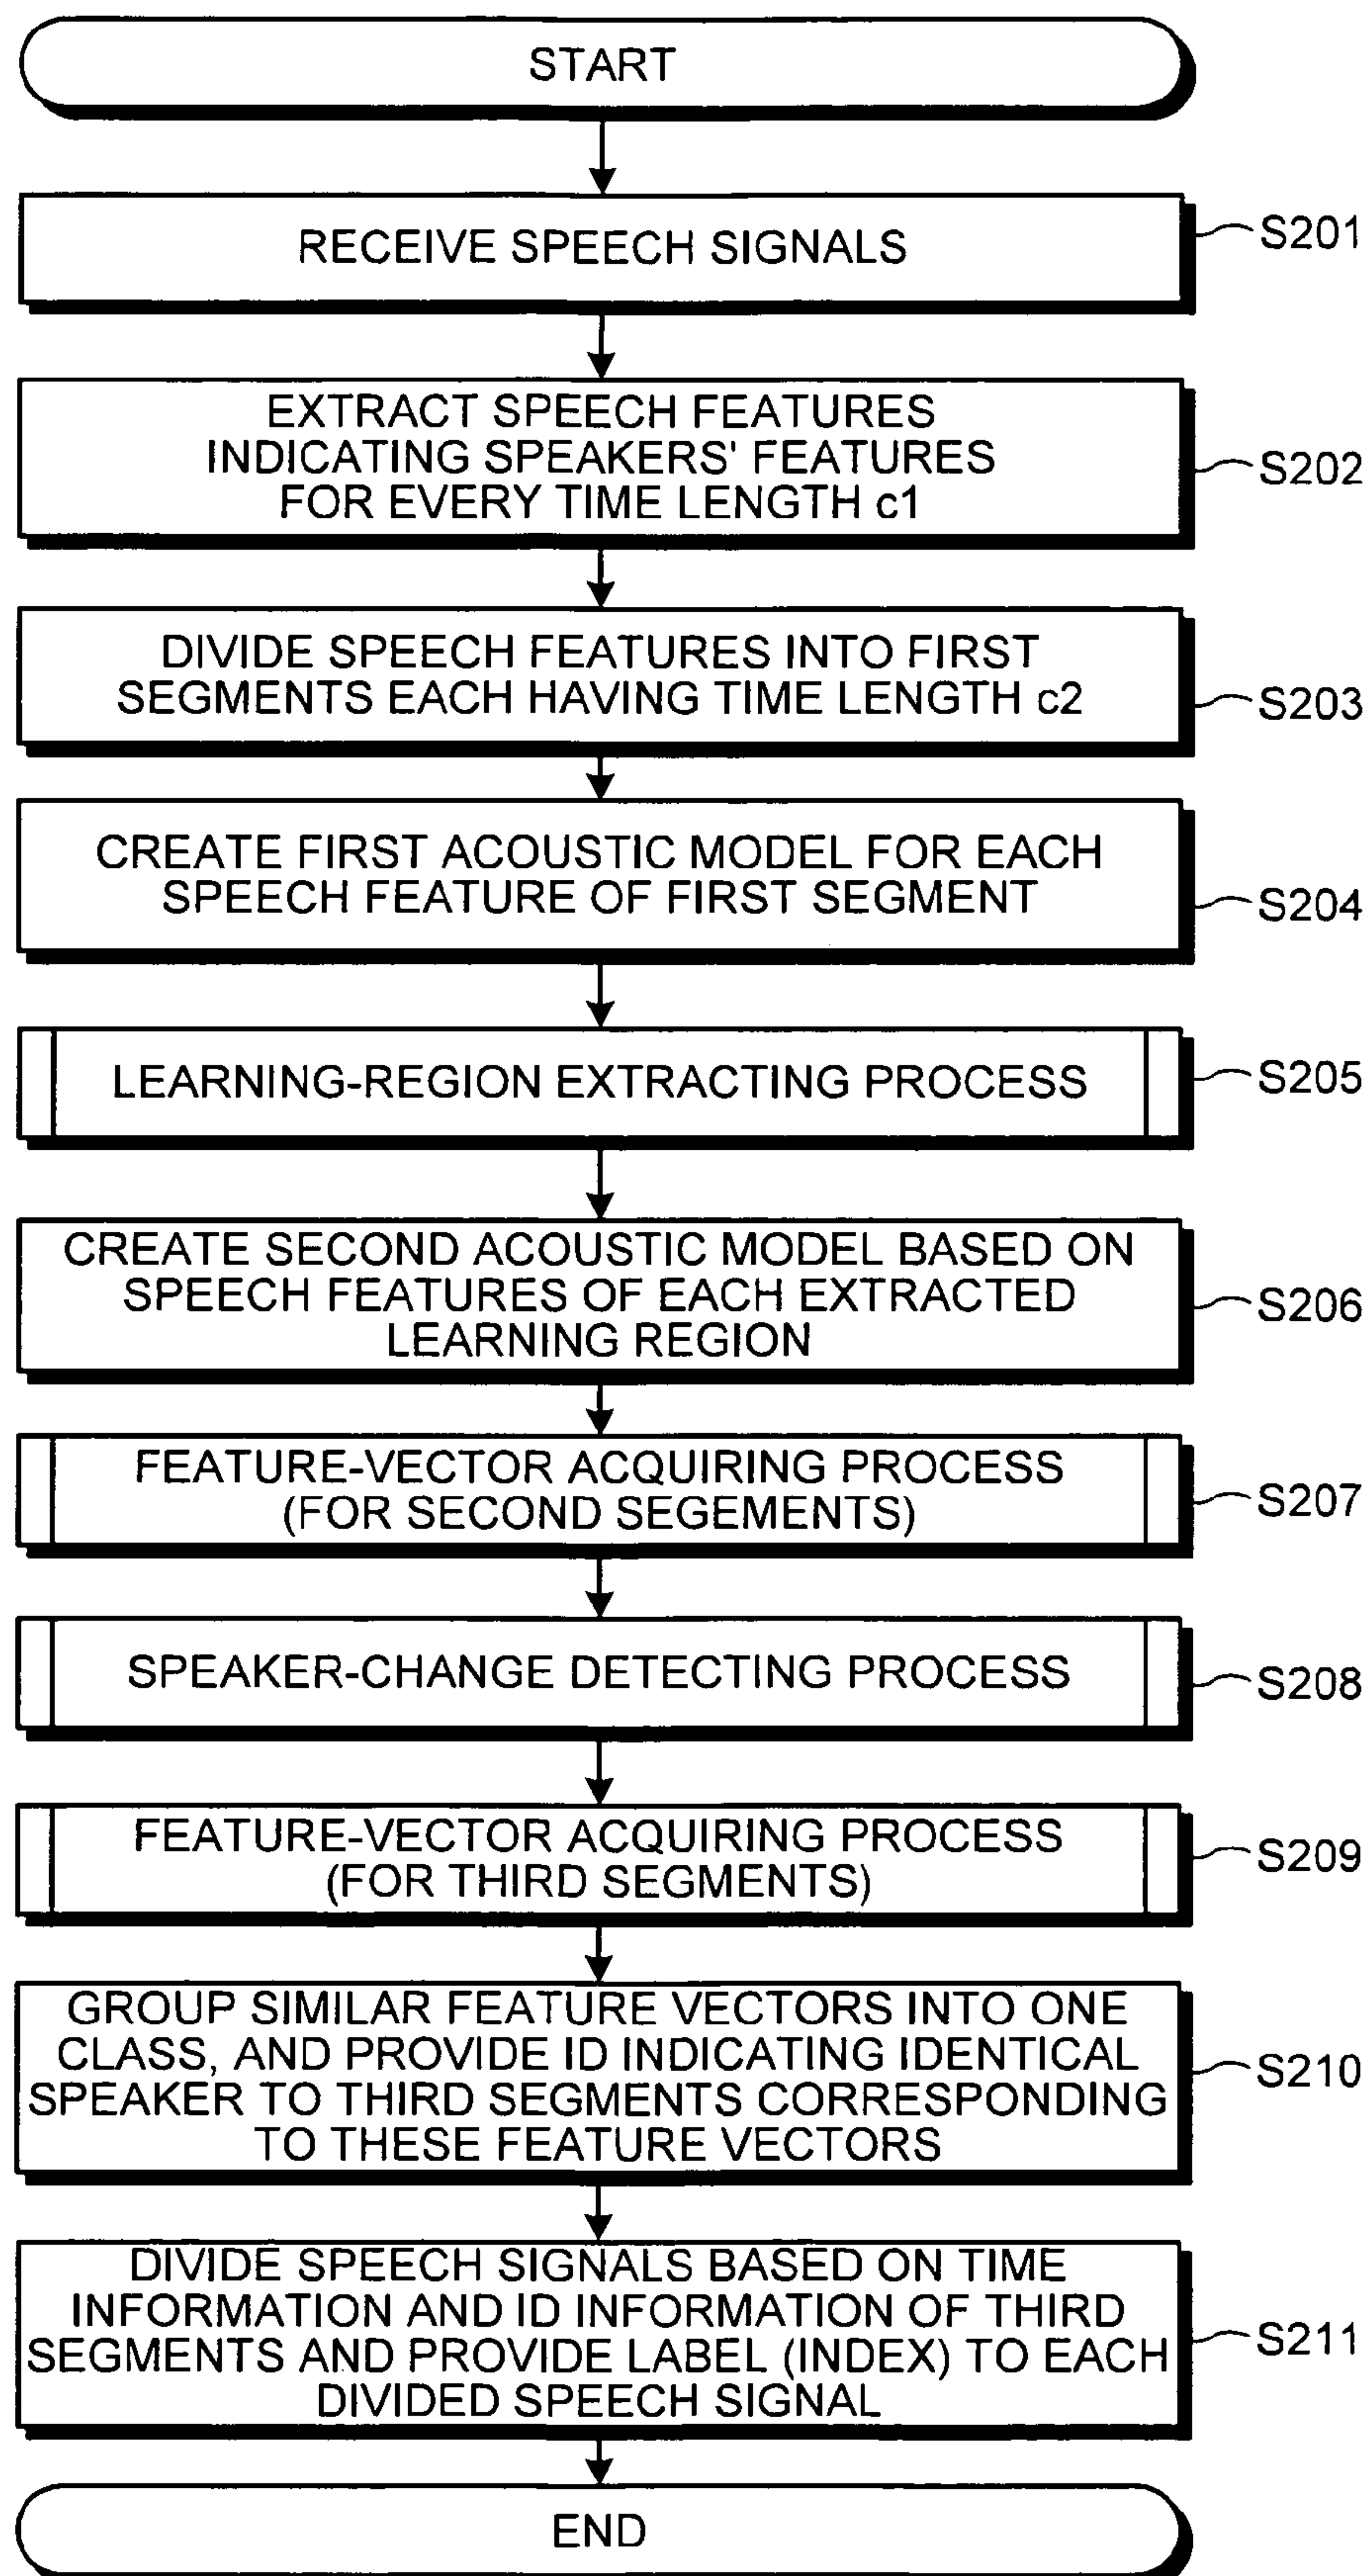 START
RECEIVE SPEECH SIGNALS
S201
EXTRACT SPEECH FEATURES
INDICATING SPEAKERS' FEATURES
FOR EVERY TIME LENGTH c1
S202
DIVIDE SPEECH FEATURES INTO FIRST
SEGMENTS EACH HAVING TIME LENGTH c2
S203
CREATE FIRST ACOUSTIC MODEL FOR EACH
SPEECH FEATURE OF FIRST SEGMENT
S204
LEARNING-REGION EXTRACTING PROCESS
S205
CREATE SECOND ACOUSTIC MODEL BASED ON
SPEECH FEATURES OF EACH EXTRACTED
LEARNING REGION
S206
FEATURE-VECTOR ACQUIRING PROCESS
(FOR SECOND SEGEMENTS)
S207
SPEAKER-CHANGE DETECTING PROCESS
S208
FEATURE-VECTOR ACQUIRING PROCESS
(FOR THIRD SEGMENTS)
S209
GROUP SIMILAR FEATURE VECTORS INTO ONE
CLASS, AND PROVIDE ID INDICATING IDENTICAL
SPEAKER TO THIRD SEGMENTS CORRESPONDING
TO THESE FEATURE VECTORS
S210
DIVIDE SPEECH SIGNALS BASED ON TIME
INFORMATION AND ID INFORMATION OF THIRD
SEGMENTS AND PROVIDE LABEL (INDEX) TO EACH
DIVIDED SPEECH SIGNAL
S211
END